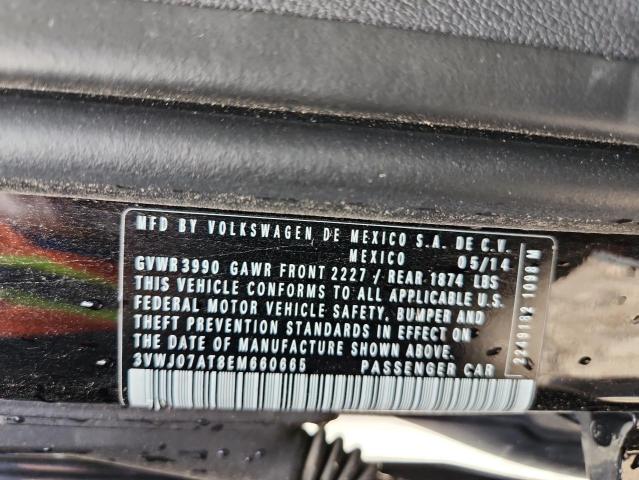 MFD BY VOLKSWAGEN DE MEXICO S.A. DE C.V.
MEXICO 05/14
GVWR 3990 GAWR FRONT 2227 / REAR 1874 LBS
THIS VEHICLE CONFORMS TO ALL APPLICABLE U.S.
FEDERAL MOTOR VEHICLE SAFETY, BUMPER AND
THEFT PREVENTION STANDARDS IN EFFECT ON
THE DATE OF MANUFACTURE SHOWN ABOVE.
3VWJ07AT8EM660665 PASSENGER CAR
2249182 1098 M